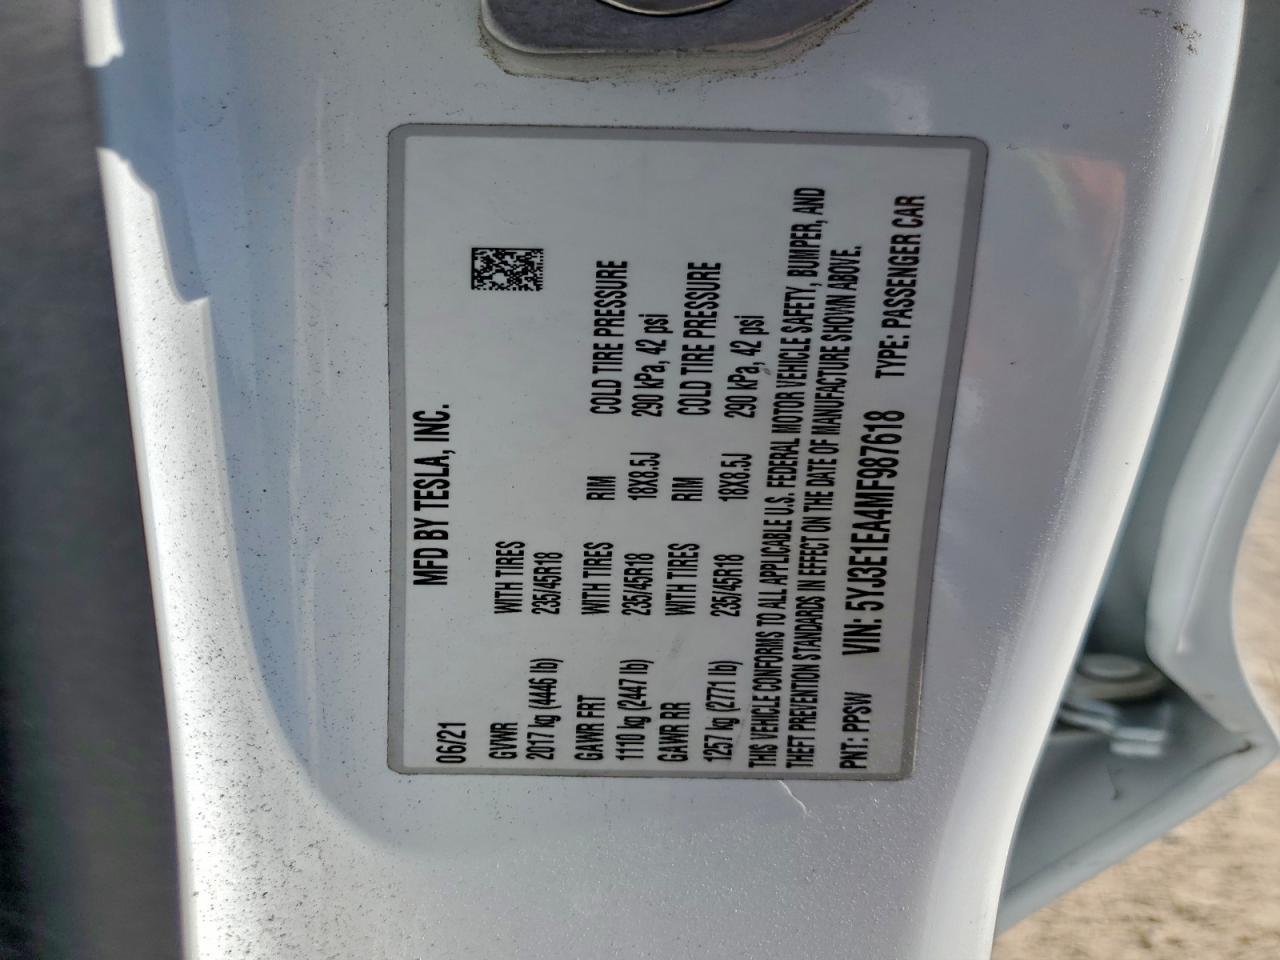 06/21 MFD BY TESLA, INC.
GVWR WITH TIRES
2017 kg (4446 lb) 235/45R18
GAWR FRT WITH TIRES RIM COLD TIRE PRESSURE
1110 kg (2447 lb) 235/45R18 18X8.5J 290 kPa, 42 psi
GAWR RR WITH TIRES RIM COLD TIRE PRESSURE
1257 kg (2771 lb) 235/45R18 18X8.5J 290 kPa, 42 psi
THIS VEHICLE CONFORMS TO ALL APPLICABLE U.S. FEDERAL MOTOR VEHICLE SAFETY, BUMPER, AND
THEFT PREVENTION STANDARDS IN EFFECT ON THE DATE OF MANUFACTURE SHOWN ABOVE.
PNT: PPSW VIN: 5YJ3E1EA4MF987618 TYPE: PASSENGER CAR